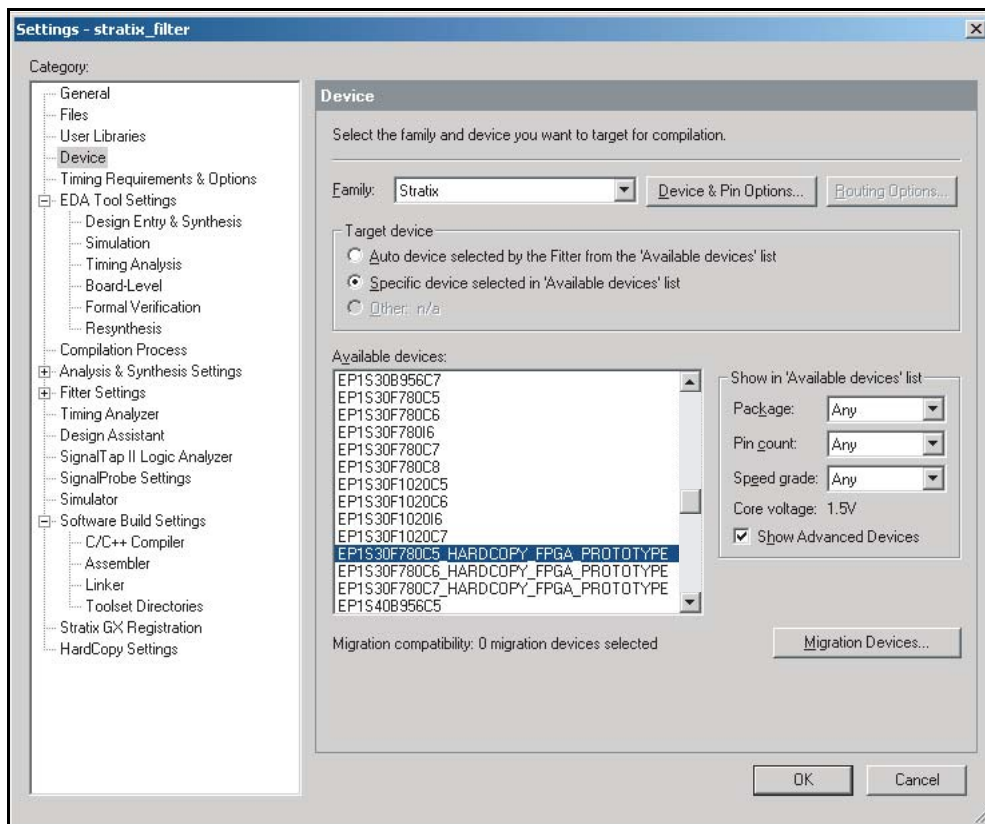 Settings - stratix_filter
Category:
General
Files
User Libraries
Device
Timing Requirements & Options
EDA Tool Settings
Design Entry & Synthesis
Simulation
Timing Analysis
Board-Level
Formal Verification
Resynthesis
Compilation Process
Analysis & Synthesis Settings
Fitter Settings
Timing Analyzer
Design Assistant
SignalTap II Logic Analyzer
SignalProbe Settings
Simulator
Software Build Settings
C/C++ Compiler
Assembler
Linker
Toolset Directories
Stratix GX Registration
HardCopy Settings
Device
Select the family and device you want to target for compilation.
Family: Stratix Device & Pin Options... Routing Options...
Target device
Auto device selected by the Fitter from the 'Available devices' list
Specific device selected in 'Available devices' list
Other: n/a
Available devices:
EP1S30B956C7
EP1S30F780C5
EP1S30F780C6
EP1S30F780I6
EP1S30F780C7
EP1S30F780C8
EP1S30F1020C5
EP1S30F1020C6
EP1S30F1020I6
EP1S30F1020C7
EP1S30F780C5_HARDCOPY_FPGA_PROTOTYPE
EP1S30F780C6_HARDCOPY_FPGA_PROTOTYPE
EP1S30F780C7_HARDCOPY_FPGA_PROTOTYPE
EP1S40B956C5
Show in 'Available devices' list
Package: Any
Pin count: Any
Speed grade: Any
Core voltage: 1.5V
Show Advanced Devices
Migration compatibility: 0 migration devices selected
Migration Devices...
OK
Cancel